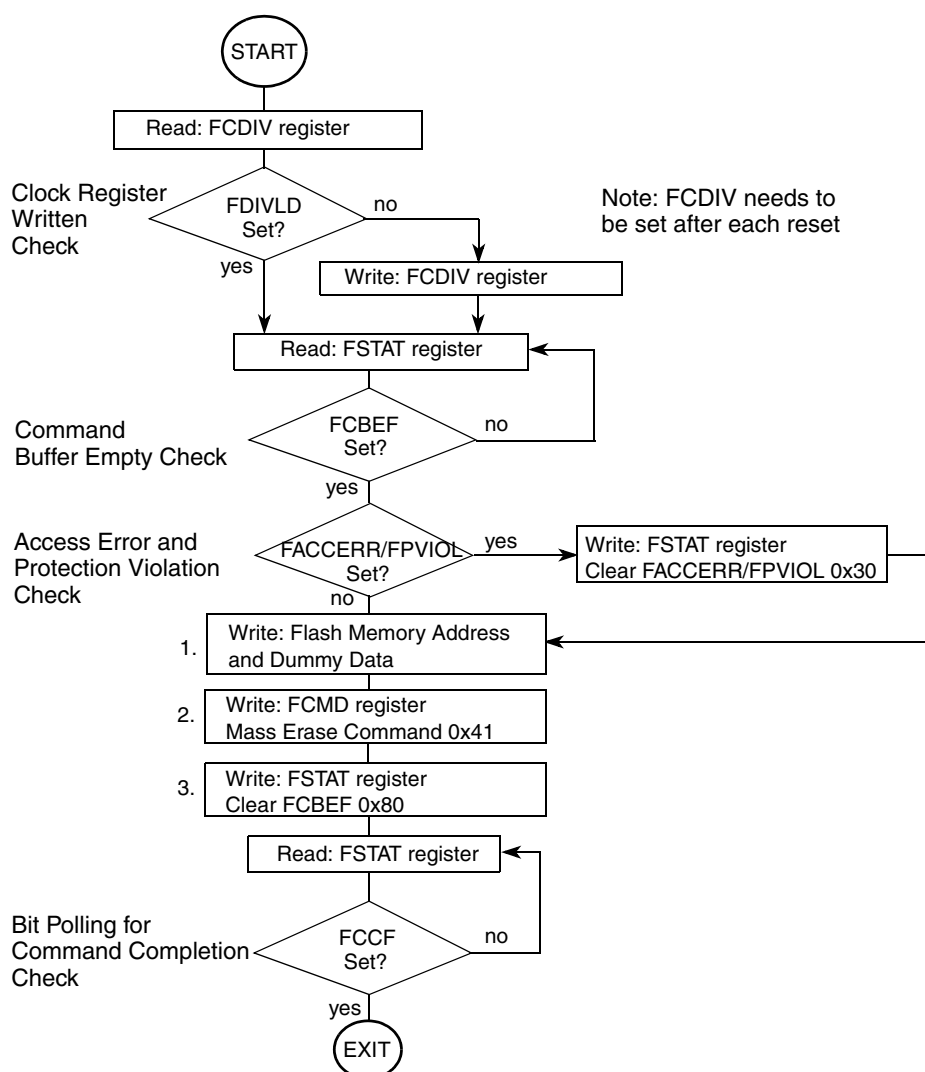 START
Read: FCDIV register
Clock Register
Written
Check
FDIVLD
Set?
no
yes
Note: FCDIV needs to
be set after each reset
Write: FCDIV register
Read: FSTAT register
Command
Buffer Empty Check
FCBEF
Set?
no
yes
Access Error and
Protection Violation
Check
FACCERR/FPVIOL
Set?
yes
no
Write: FSTAT register
Clear FACCERR/FPVIOL 0x30
1.
Write: Flash Memory Address
and Dummy Data
2.
Write: FCMD register
Mass Erase Command 0x41
3.
Write: FSTAT register
Clear FCBEF 0x80
Read: FSTAT register
Bit Polling for
Command Completion
Check
FCCF
Set?
no
yes
EXIT